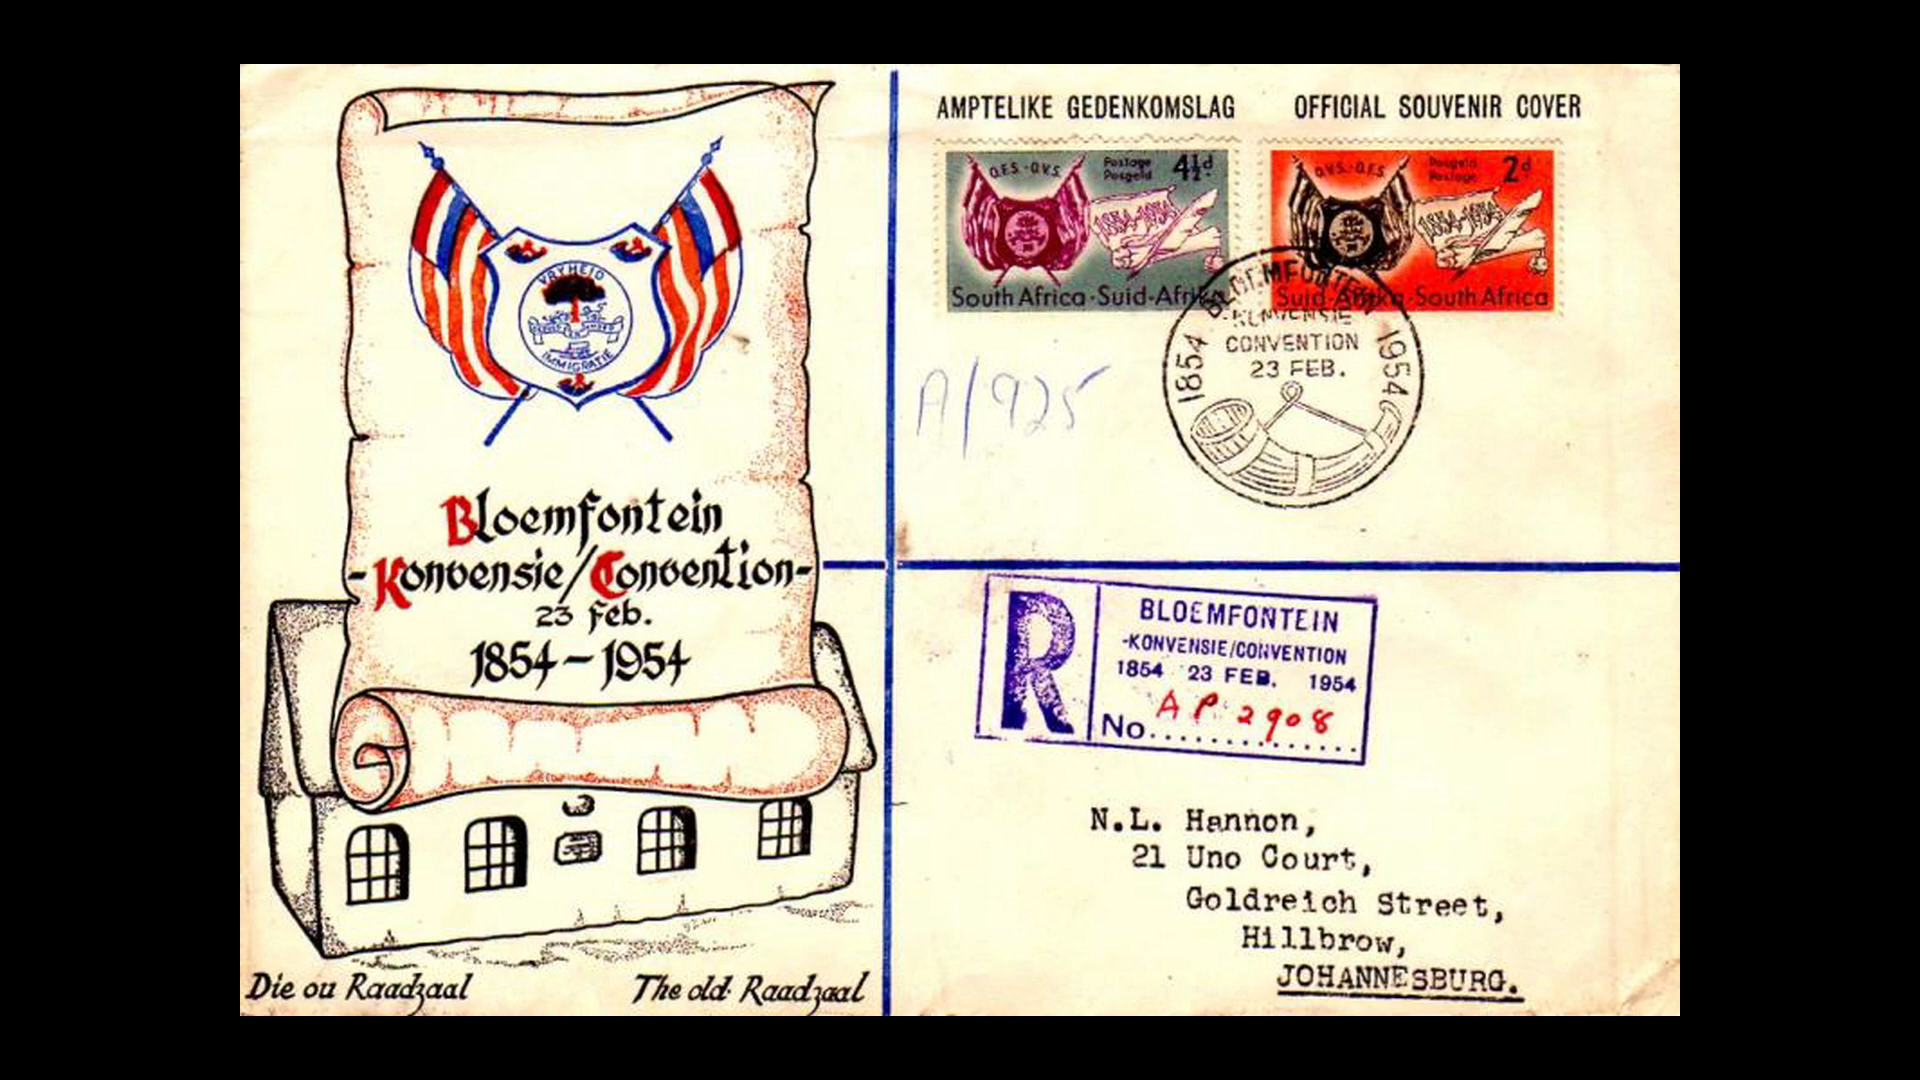 AMPTELIKE GEDENKOMSLAG OFFICIAL SOUVENIR COVER
O.F.S.-O.V.S.
Postage
Posgeld
4½d.
1854-1954
South Africa · Suid-Afrika
O.V.S.-O.F.S.
Posgeld
Postage
2d
1854-1954
Suid-Afrika · South Africa
BLOEMFONTEIN
KONVENSIE
CONVENTION
23 FEB.
1854 1954
A/925
VRYHEID
IMMIGRATIE
Bloemfontein
-Konvensie/Convention-
23 Feb.
1854-1954
Die ou Raadzaal The old Raadzaal
R
BLOEMFONTEIN
-KONVENSIE/CONVENTION
1854 23 FEB. 1954
No. AP 2908
N.L. Hannon,
21 Uno Court,
Goldreich Street,
Hillbrow,
JOHANNESBURG.